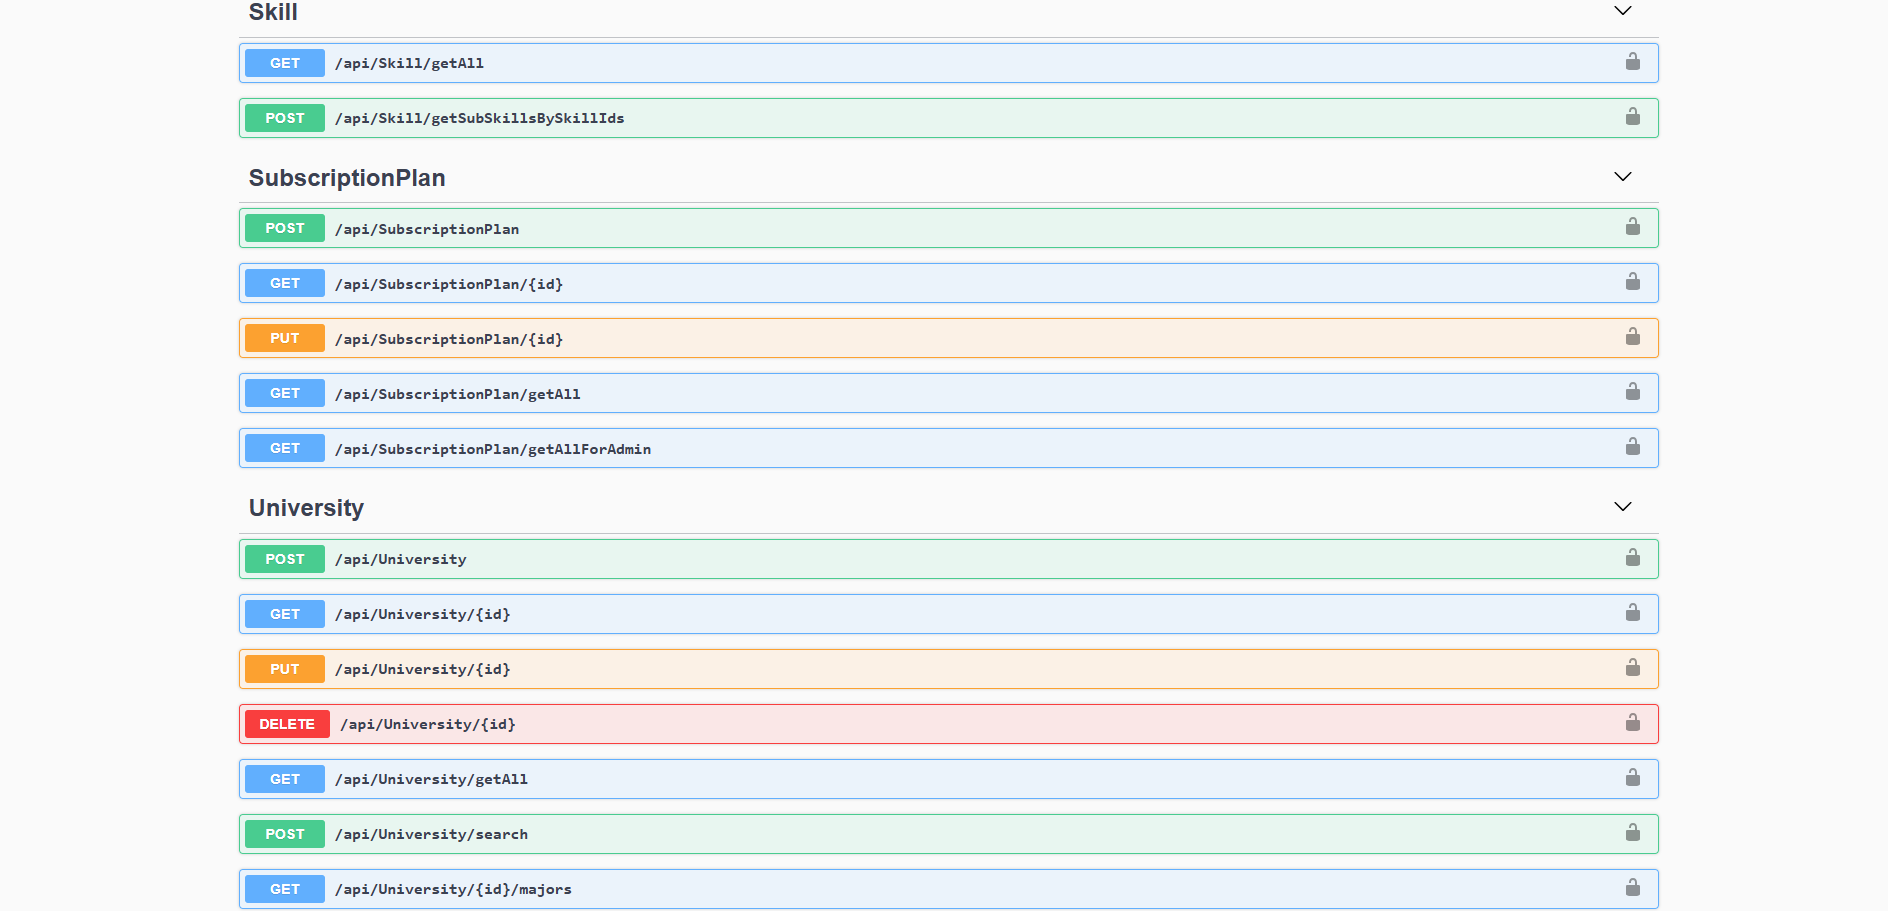 Skill
GET /api/Skill/getAll
POST /api/Skill/getSubSkillsBySkillIds
SubscriptionPlan
POST /api/SubscriptionPlan
GET /api/SubscriptionPlan/{id}
PUT /api/SubscriptionPlan/{id}
GET /api/SubscriptionPlan/getAll
GET /api/SubscriptionPlan/getAllForAdmin
University
POST /api/University
GET /api/University/{id}
PUT /api/University/{id}
DELETE /api/University/{id}
GET /api/University/getAll
POST /api/University/search
GET /api/University/{id}/majors